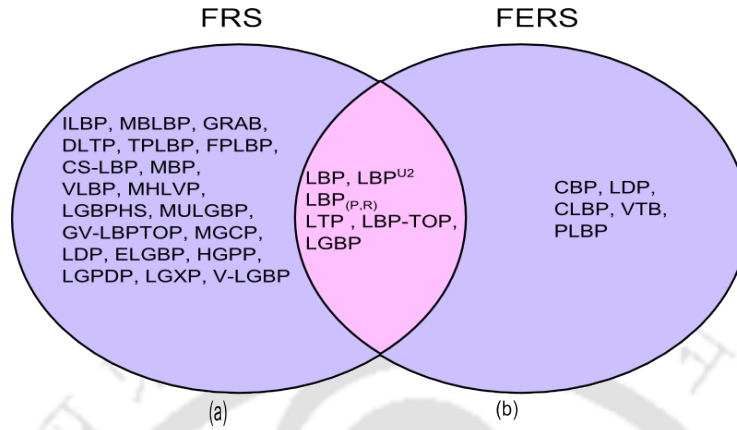 FRS
FERS
ILBP, MBLBP, GRAB,
DLTP, TPLBP, FPLBP,
CS-LBP, MBP,
VLBP, MHLVP,
LGBPHS, MULGBP,
GV-LBPTOP, MGCP,
LDP, ELGBP, HGPP,
LGPDP, LGXP, V-LGBP
LBP, LBP^U2
LBP_(P,R)
LTP , LBP-TOP,
LGBP
CBP, LDP,
CLBP, VTB,
PLBP
(a)
(b)